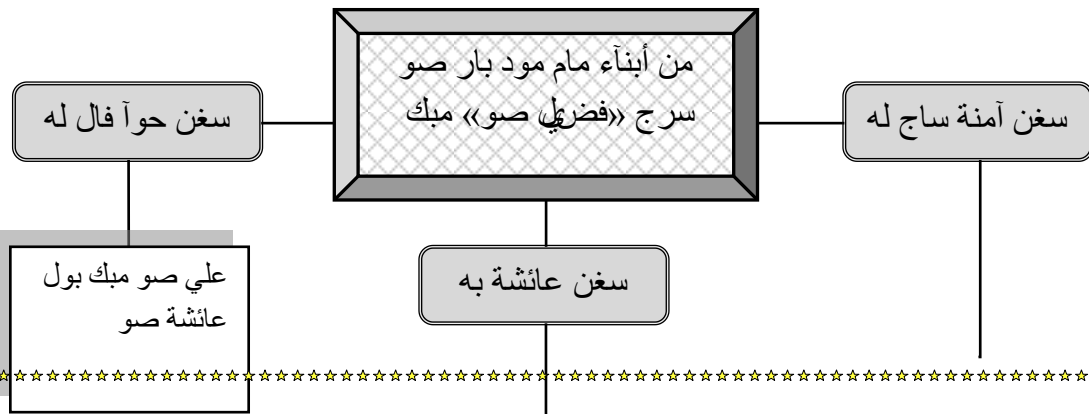 من أبنآء مام مود بار صو
سرج «فضيل صو» مبك
سغن آمنة ساج له
سغن حوآ فال له
سغن عائشة به
علي صو مبك بول
عائشة صو